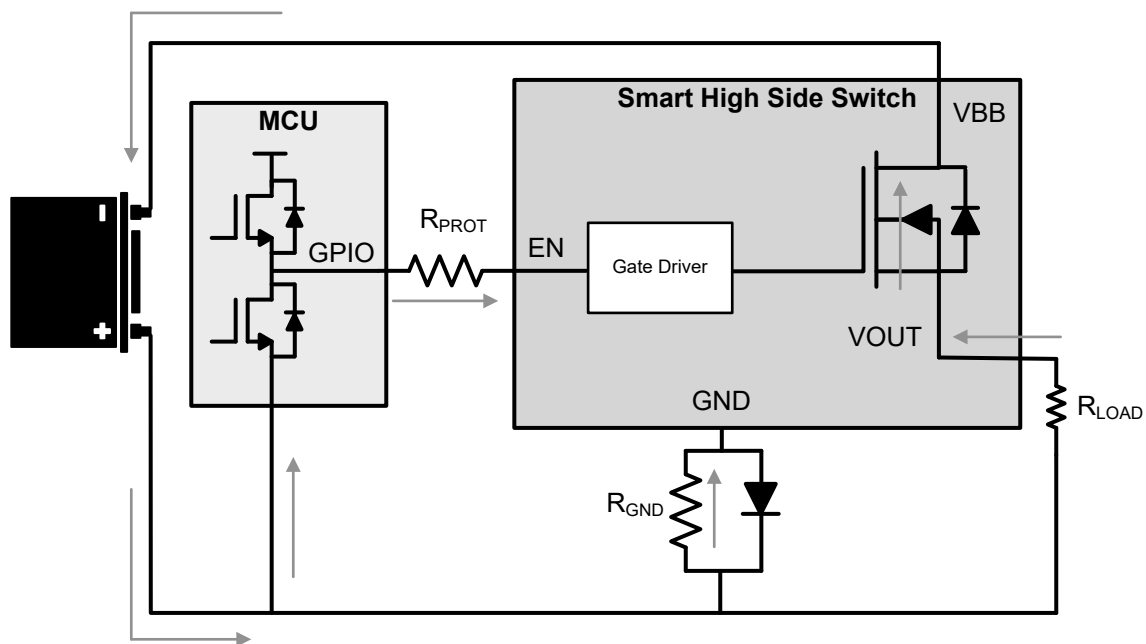 Smart High Side Switch
VBB
MCU
-
+
GPIO
R_PROT
EN
Gate Driver
VOUT
GND
R_LOAD
R_GND